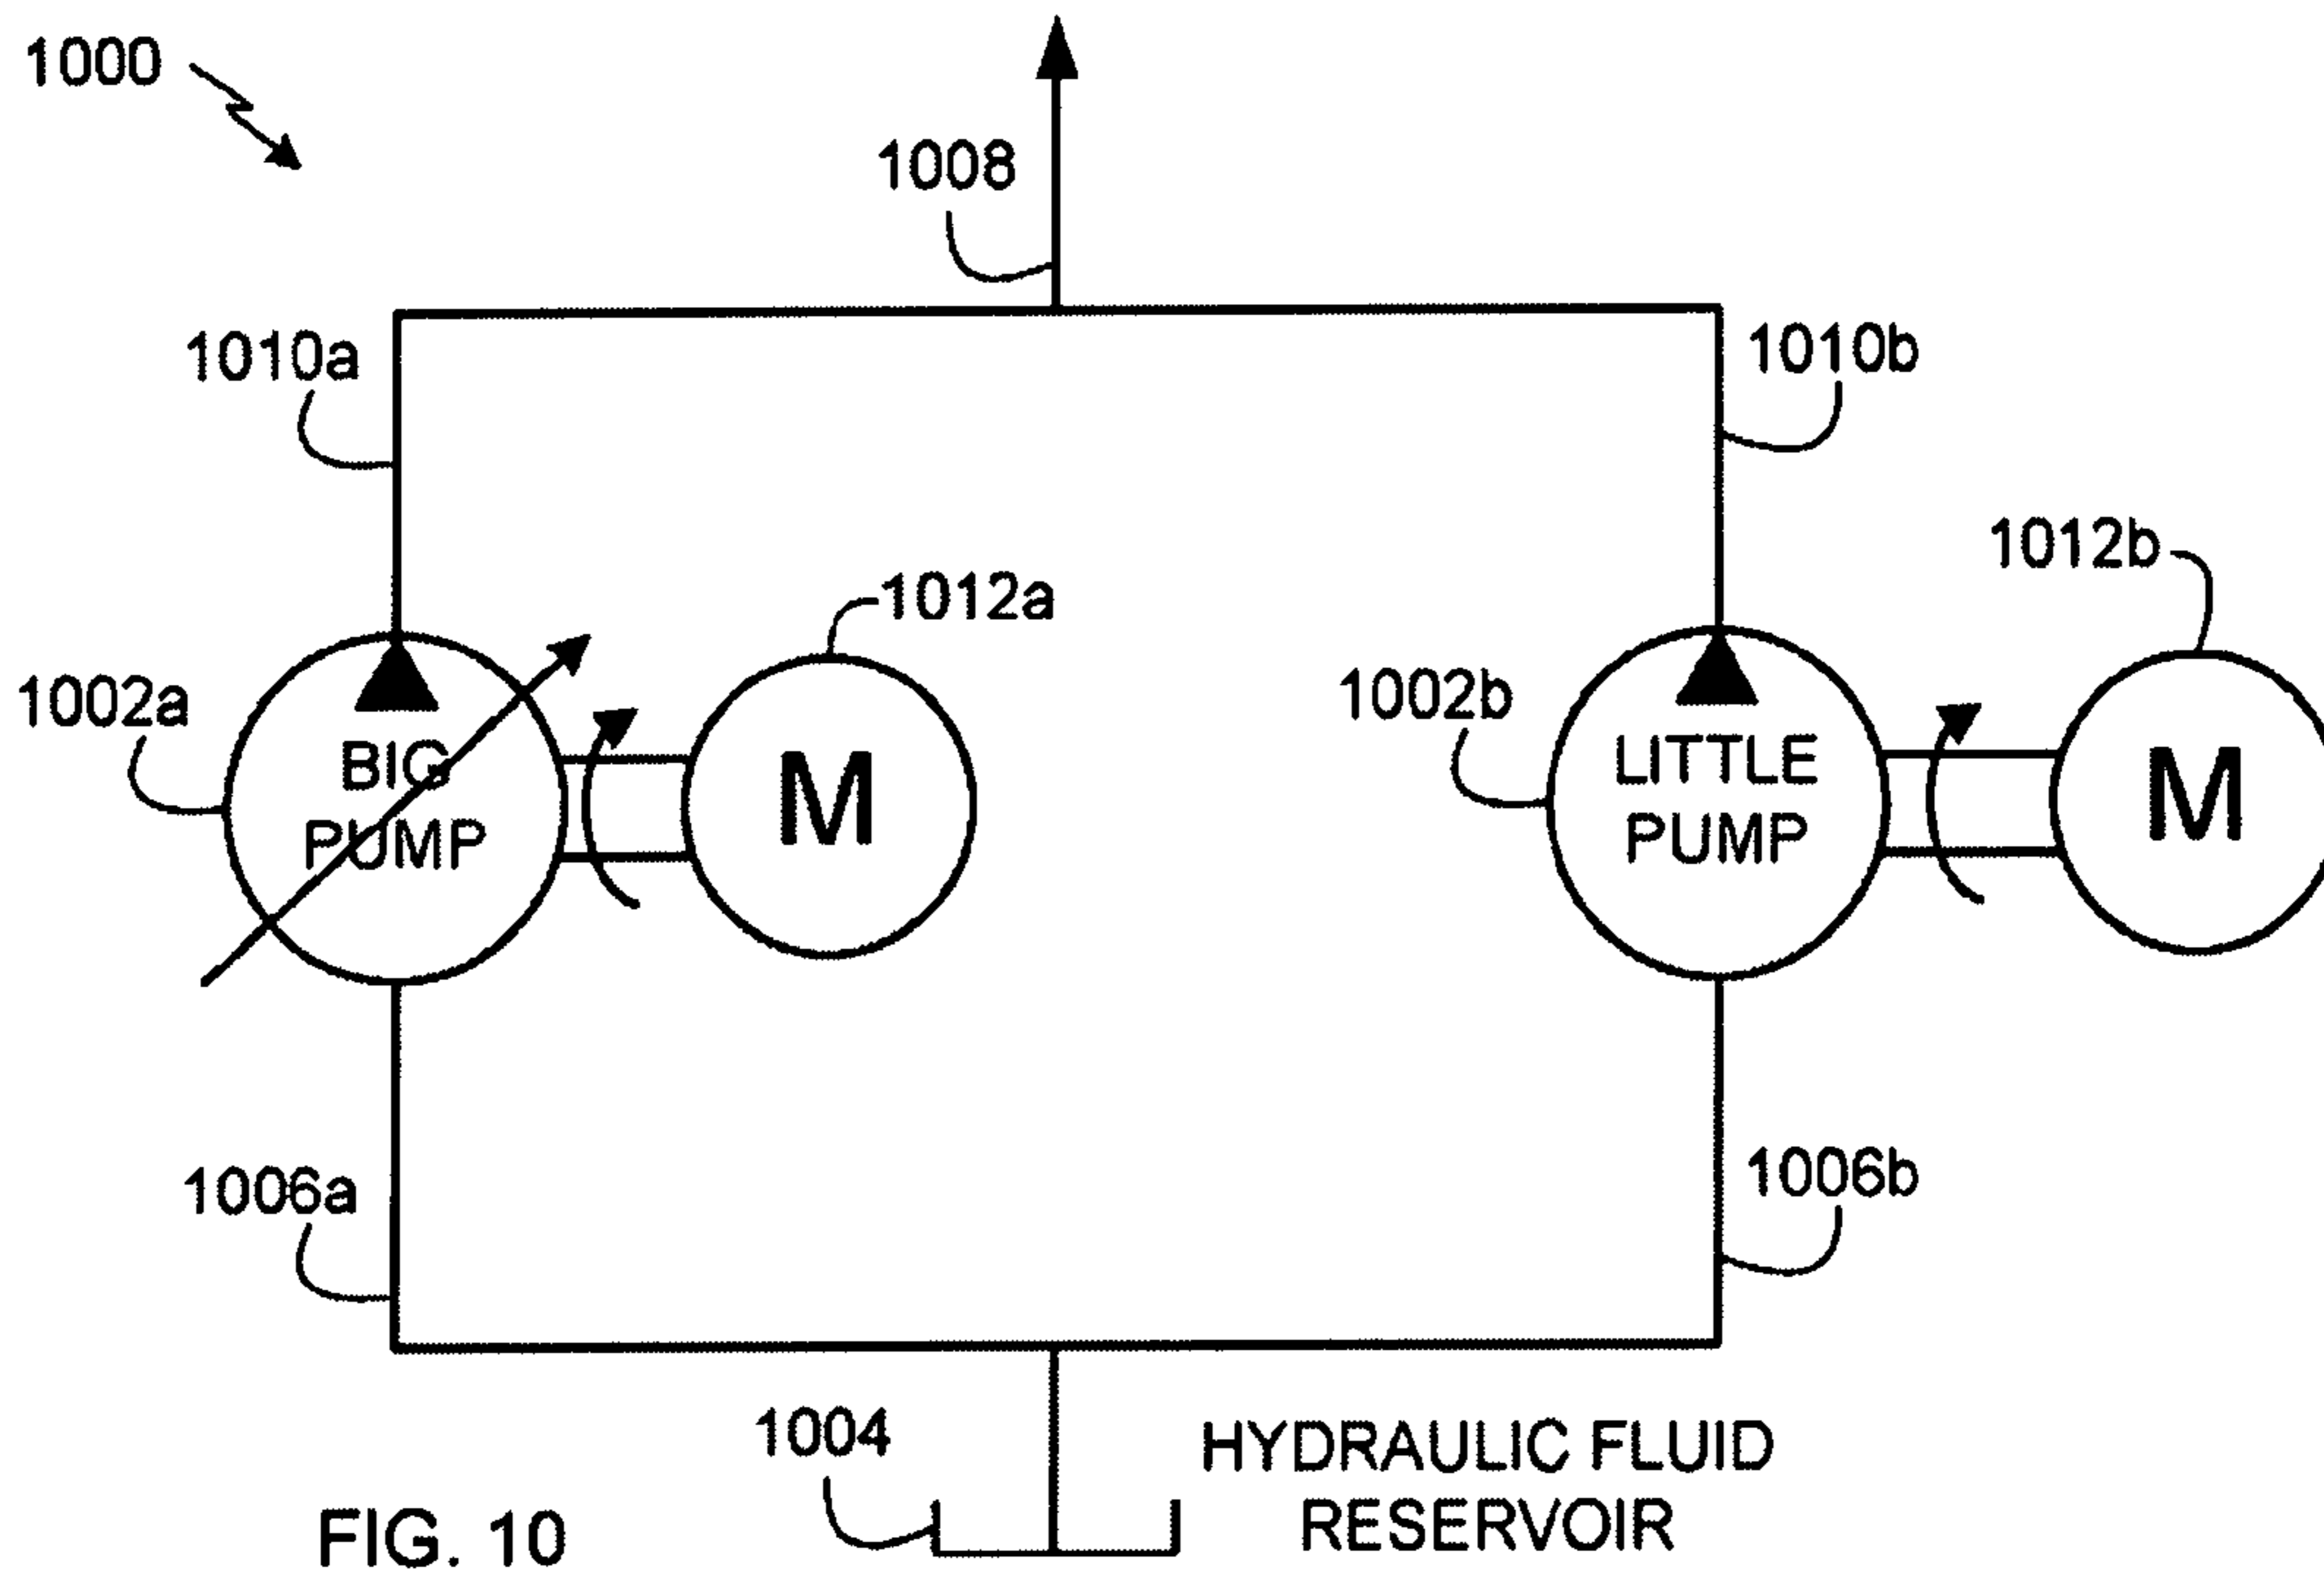 1000
1008
1010a
1010b
1012a
1012b
1002a
BIG
PUMP
M
1002b
LITTLE
PUMP
M
1006a
1006b
1004
HYDRAULIC FLUID
RESERVOIR
FIG. 10